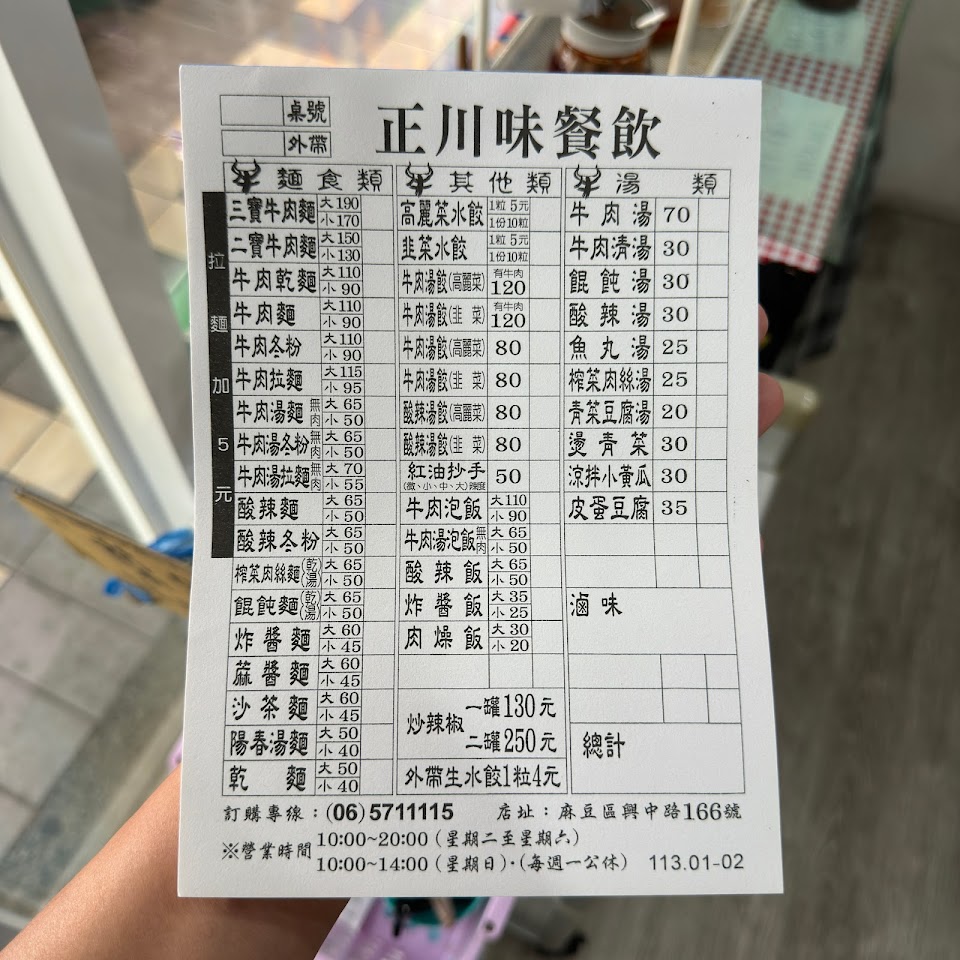 桌號
外帶
正川味餐飲
麵食類
拉麵加5元
三寶牛肉麵 大190 小170
二寶牛肉麵 大150 小130
牛肉乾麵 大110 小90
牛肉麵 大110 小90
牛肉冬粉 大110 小90
牛肉拉麵 大115 小95
牛肉湯麵 無肉 大65 小50
牛肉湯冬粉 無肉 大65 小50
牛肉湯拉麵 無肉 大70 小55
酸辣麵 大65 小50
酸辣冬粉 大65 小50
榨菜肉絲麵(乾)(湯) 大65 小50
餛飩麵(乾)(湯) 大65 小50
炸醬麵 大60 小45
蔴醬麵 大60 小45
沙茶麵 大60 小45
陽春湯麵 大50 小40
乾麵 大50 小40
其他類
高麗菜水餃 1粒5元 1份10粒
韭菜水餃 1粒5元 1份10粒
牛肉湯餃(高麗菜) 有牛肉 120
牛肉湯餃(韭菜) 有牛肉 120
牛肉湯餃(高麗菜) 80
牛肉湯餃(韭菜) 80
酸辣湯餃(高麗菜) 80
酸辣湯餃(韭菜) 80
紅油抄手 (微、小、中、大)辣度 50
牛肉泡飯 大110 小90
牛肉湯泡飯 無肉 大65 小50
酸辣飯 大65 小50
炸醬飯 大35 小25
肉燥飯 大30 小20
炒辣椒 一罐130元
二罐250元
外帶生水餃1粒4元
湯類
牛肉湯 70
牛肉清湯 30
餛飩湯 30
酸辣湯 30
魚丸湯 25
榨菜肉絲湯 25
青菜豆腐湯 20
燙青菜 30
涼拌小黃瓜 30
皮蛋豆腐 35
滷味
總計
訂購專線：(06)5711115 店址：麻豆區興中路166號
※營業時間 10:00~20:00（星期二至星期六）
10:00~14:00（星期日）·（每週一公休） 113.01-02